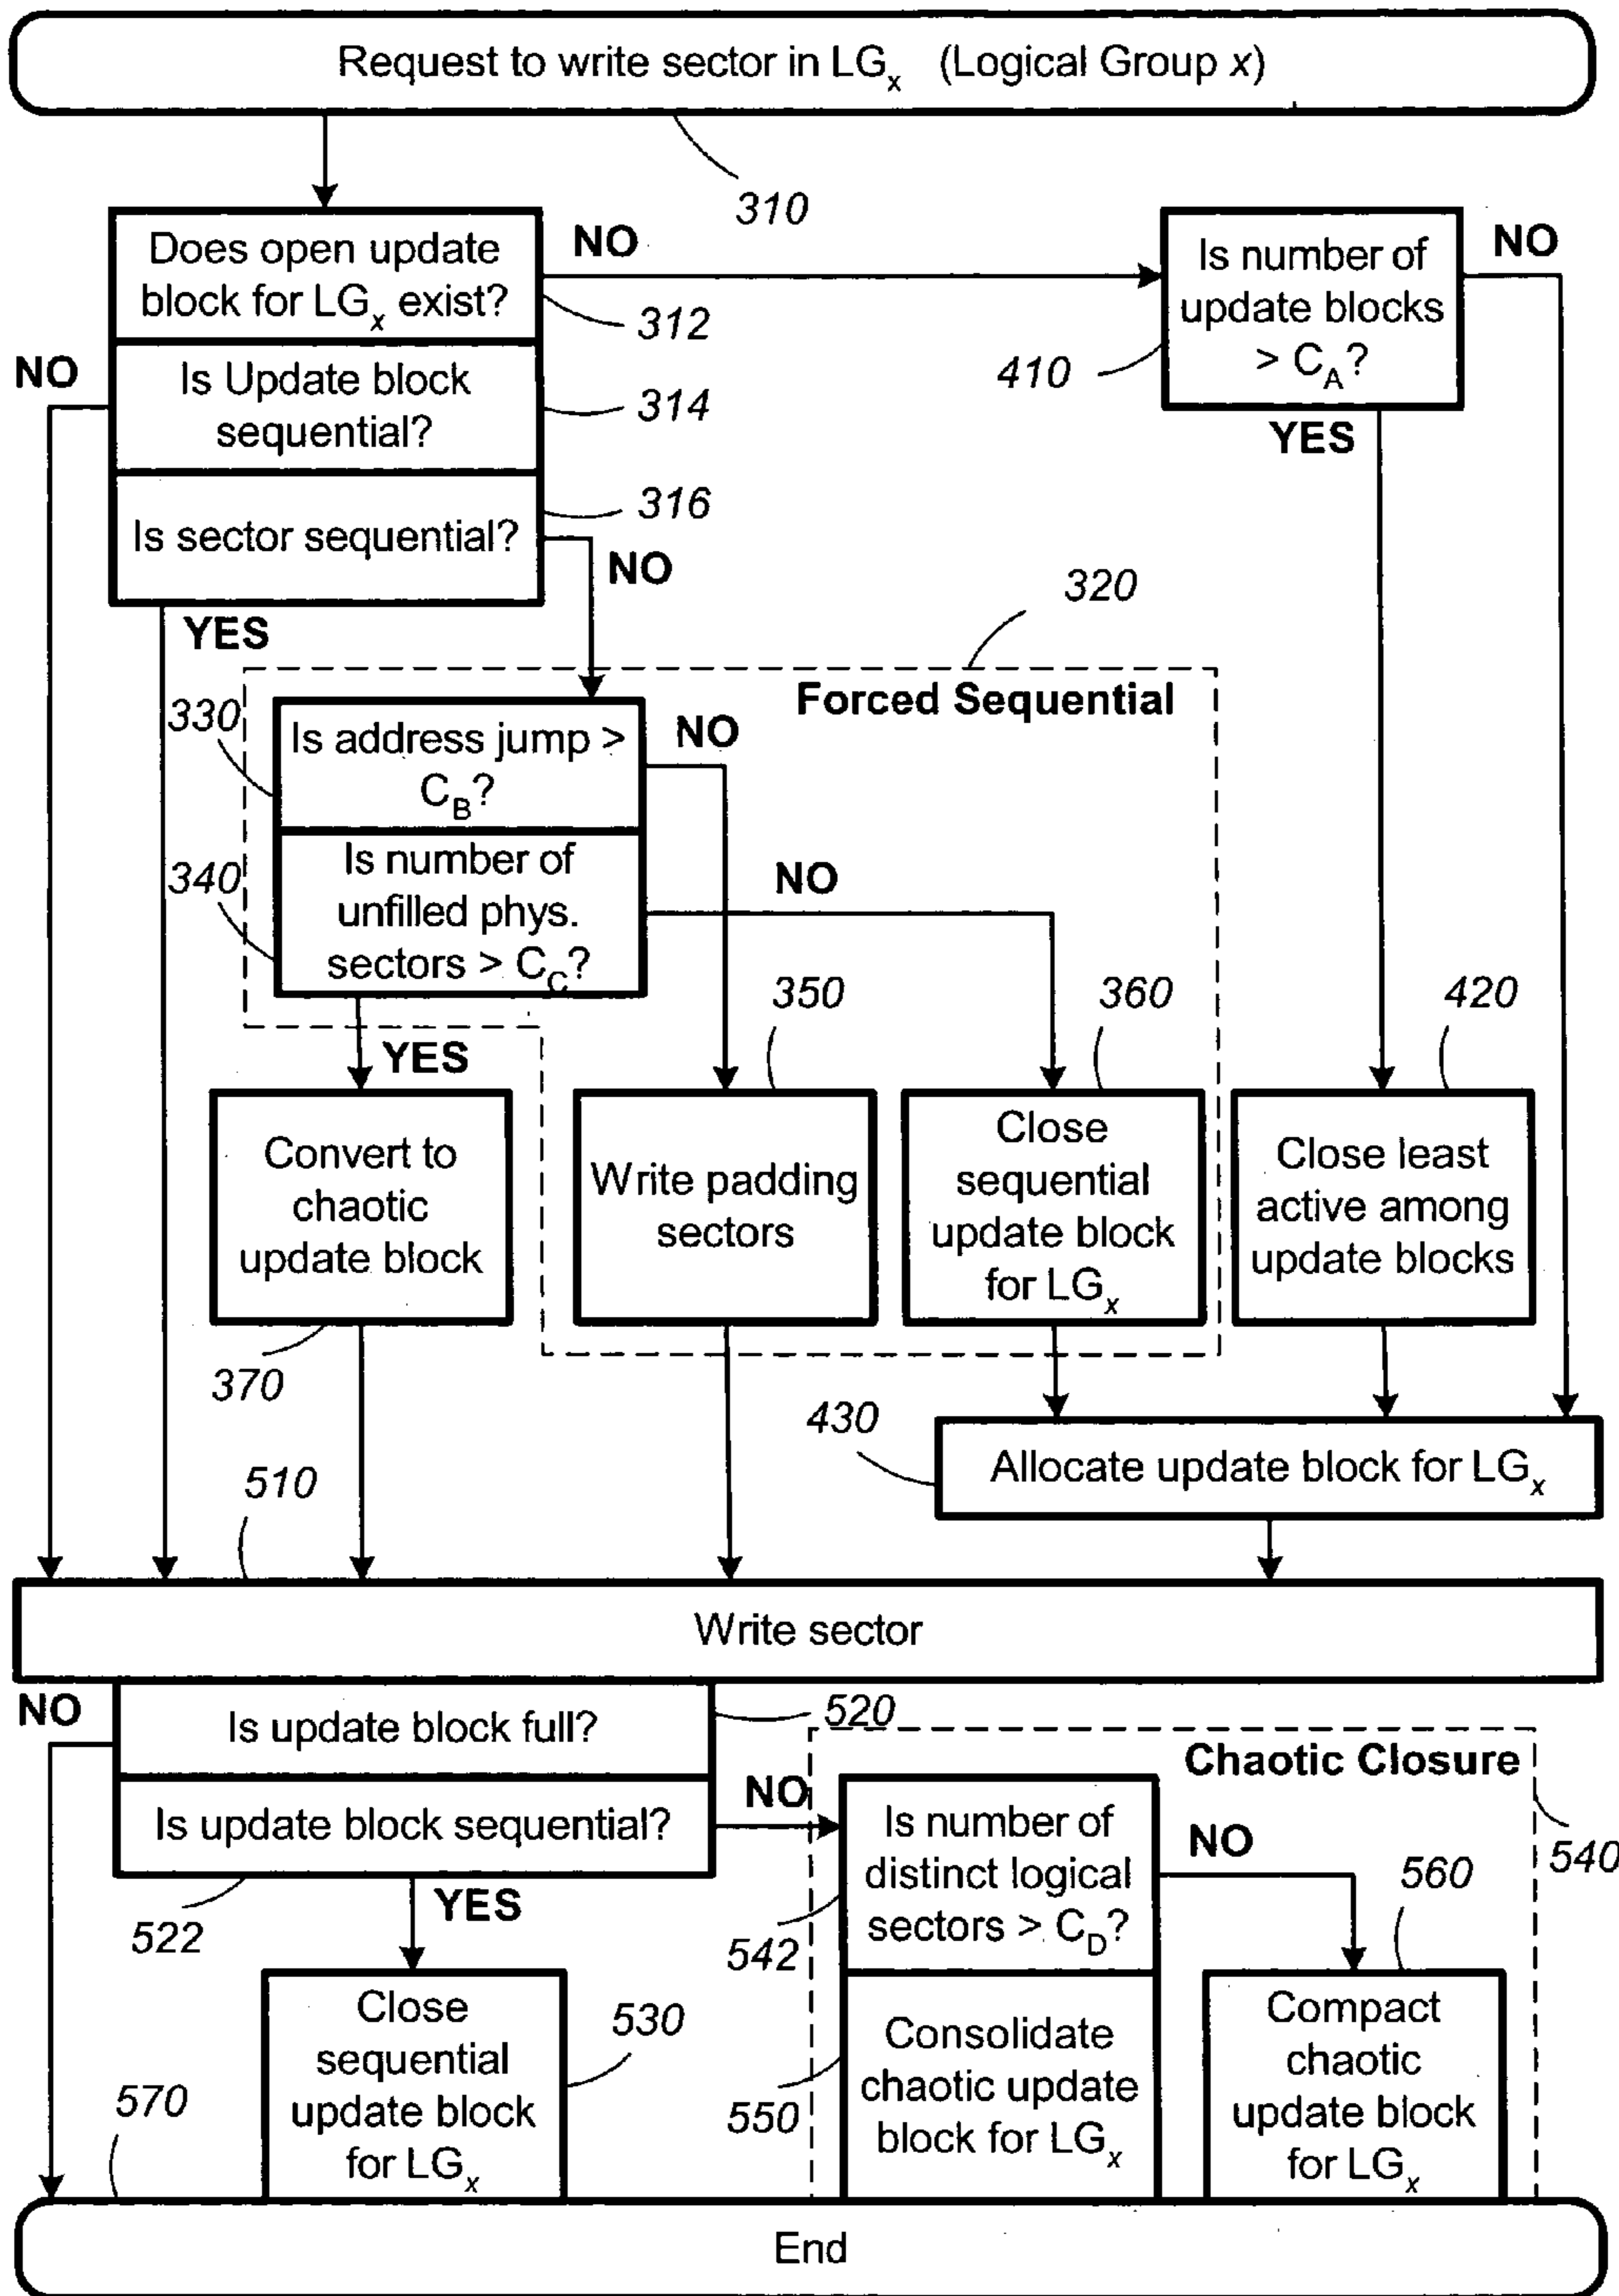 Request to write sector in LGx (Logical Group x)
310
Does open update
block for LGx exist?
NO
312
Is number of
update blocks
> CA?
NO
410
YES
NO
Is Update block
sequential?
314
Is sector sequential?
316
NO
YES
320
Forced Sequential
330
Is address jump >
CB?
NO
340
Is number of
unfilled phys.
sectors > CC?
NO
YES
350
360
420
Convert to
chaotic
update block
370
Write padding
sectors
Close
sequential
update block
for LGx
Close least
active among
update blocks
430
Allocate update block for LGx
510
Write sector
NO
Is update block full?
520
Is update block sequential?
NO
522
YES
Chaotic Closure
540
Is number of
distinct logical
sectors > CD?
NO
542
560
Close
sequential
update block
for LGx
530
Consolidate
chaotic update
block for LGx
550
Compact
chaotic
update block
for LGx
570
End